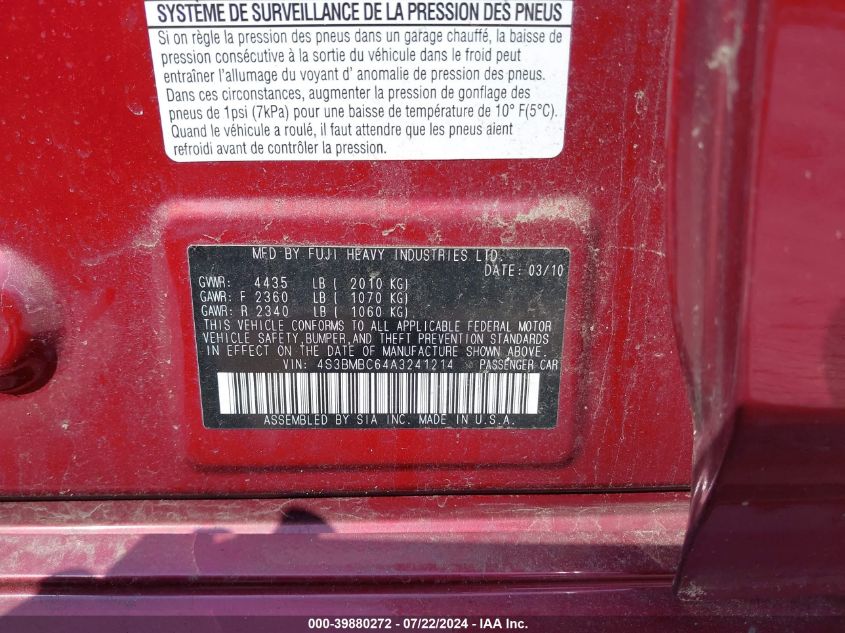 SYSTÈME DE SURVEILLANCE DE LA PRESSION DES PNEUS
Si on règle la pression des pneus dans un garage chauffé, la baisse de
pression consécutive à la sortie du véhicule dans le froid peut
entraîner l'allumage du voyant d' anomalie de pression des pneus.
Dans ces circonstances, augmenter la pression de gonflage des
pneus de 1psi (7kPa) pour une baisse de température de 10° F(5°C).
Quand le véhicule a roulé, il faut attendre que les pneus aient
refroidi avant de contrôler la pression.
MFD BY FUJI HEAVY INDUSTRIES LTD.
DATE: 03/10
GVWR: 4435 LB ( 2010 KG)
GAWR: F 2360 LB ( 1070 KG)
GAWR: R 2340 LB ( 1060 KG)
THIS VEHICLE CONFORMS TO ALL APPLICABLE FEDERAL MOTOR
VEHICLE SAFETY,BUMPER,AND THEFT PREVENTION STANDARDS
IN EFFECT ON THE DATE OF MANUFACTURE SHOWN ABOVE.
VIN: 4S3BMBC64A3241214 PASSENGER CAR
ASSEMBLED BY SIA INC. MADE IN U.S.A.
000-39880272 - 07/22/2024 - IAA Inc.